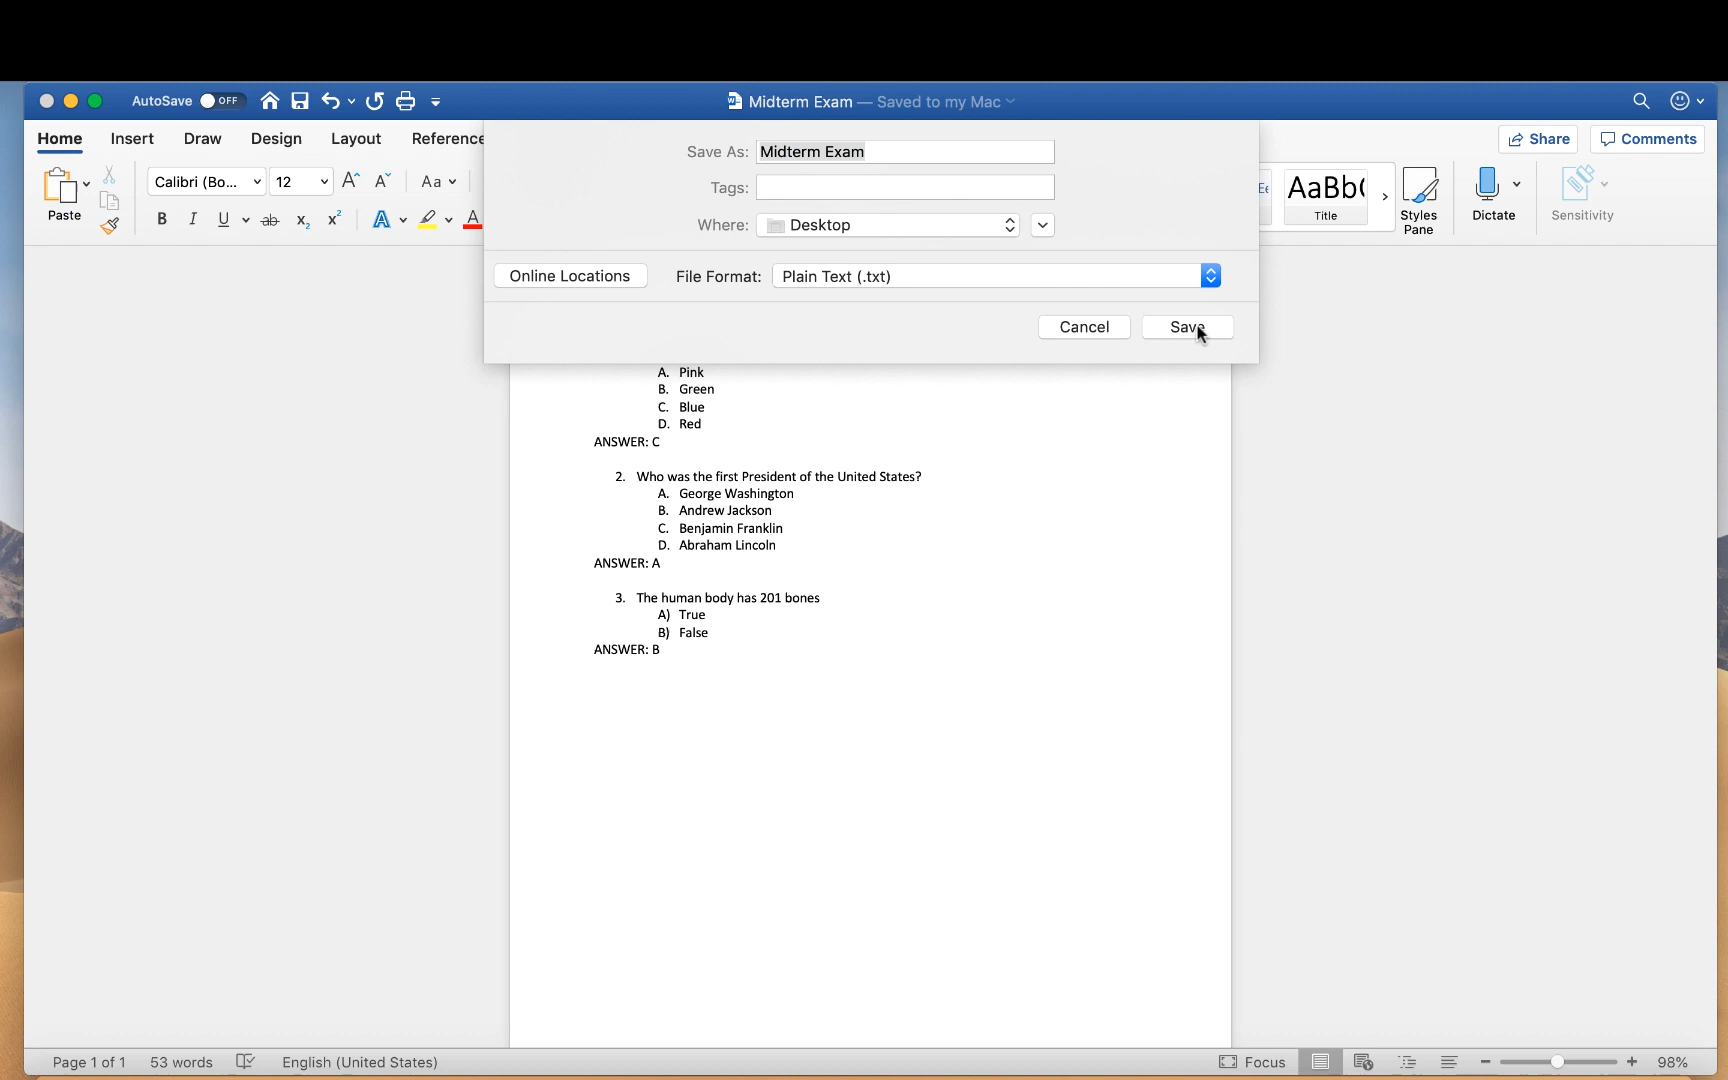 AutoSave OFF
Midterm Exam — Saved to my Mac
Home Insert Draw Design Layout Reference
Share Comments
Save As: Midterm Exam
Tags:
Where: Desktop
Online Locations File Format: Plain Text (.txt)
Cancel Save
Paste
Calibri (Bo... 12 A A Aa
B I U ab x2 x2 A A
AaBb(
Title
Styles
Pane
Dictate
Sensitivity
A. Pink
B. Green
C. Blue
D. Red
ANSWER: C
2. Who was the first President of the United States?
A. George Washington
B. Andrew Jackson
C. Benjamin Franklin
D. Abraham Lincoln
ANSWER: A
3. The human body has 201 bones
A) True
B) False
ANSWER: B
Page 1 of 1 53 words English (United States) Focus 98%